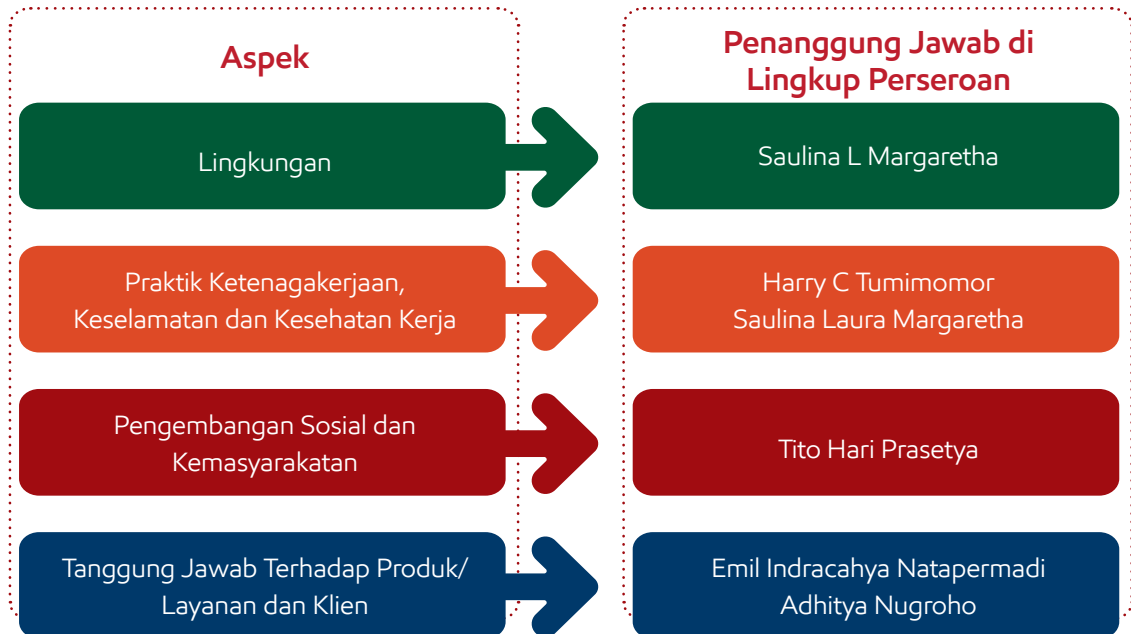 Aspek
Penanggung Jawab di
Lingkup Perseroan
Lingkungan
Saulina L Margaretha
Praktik Ketenagakerjaan,
Keselamatan dan Kesehatan Kerja
Harry C Tumimomor
Saulina Laura Margaretha
Pengembangan Sosial dan
Kemasyarakatan
Tito Hari Prasetya
Tanggung Jawab Terhadap Produk/
Layanan dan Klien
Emil Indracahya Natapermadi
Adhitya Nugroho